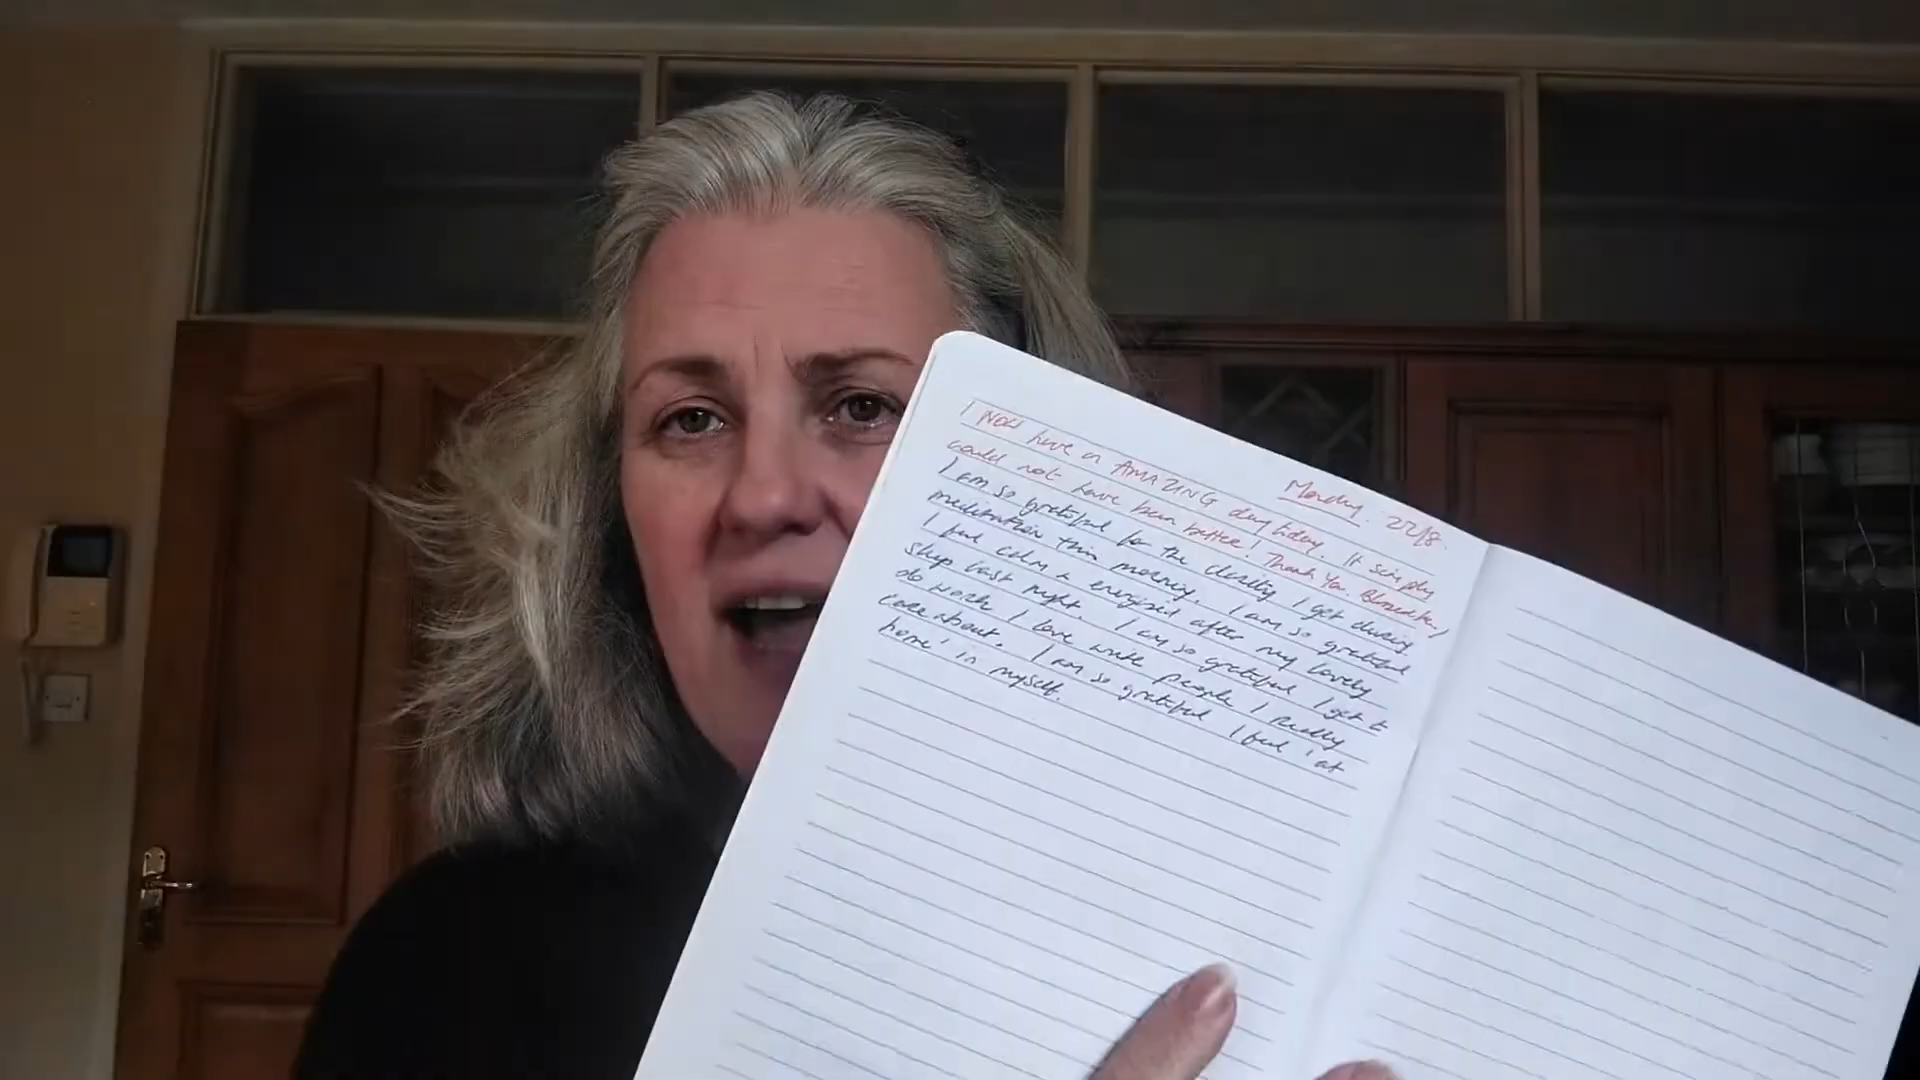 Monday. 22/8.
I NOW have an AMAZING day today. It simply
could not have been better! Thank You.
I am so grateful for the clarity I get during
meditation this morning. I am so grateful
I feel calm & energised after my lovely
sleep last night. I am so grateful I get to
do work I love with people I really
care about. I am so grateful I feel 'at
home' in myself.